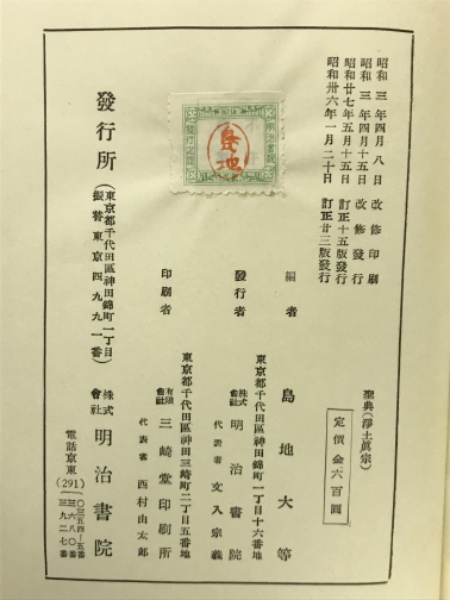 昭和三年四月八日 改修印刷
昭和三年四月十五日 改修發行
昭和廿七年五月十五日 訂正十五版發行
昭和卅六年一月二十日 訂正廿三版發行
聖典(淨土眞宗)
定價金六百圓
編者 島地大等
東京都千代田區神田錦町一丁目十六番地
發行者 株式會社 明治書院
代表者 文入宗義
東京都千代田區神田三崎町二丁目五番地
印刷者 有限會社 三崎堂印刷所
代表者 西村由太郎
島地
發行所
東京都千代田區神田錦町一丁目
振替東京四九九一番
株式會社 明治書院
電話東京(291)